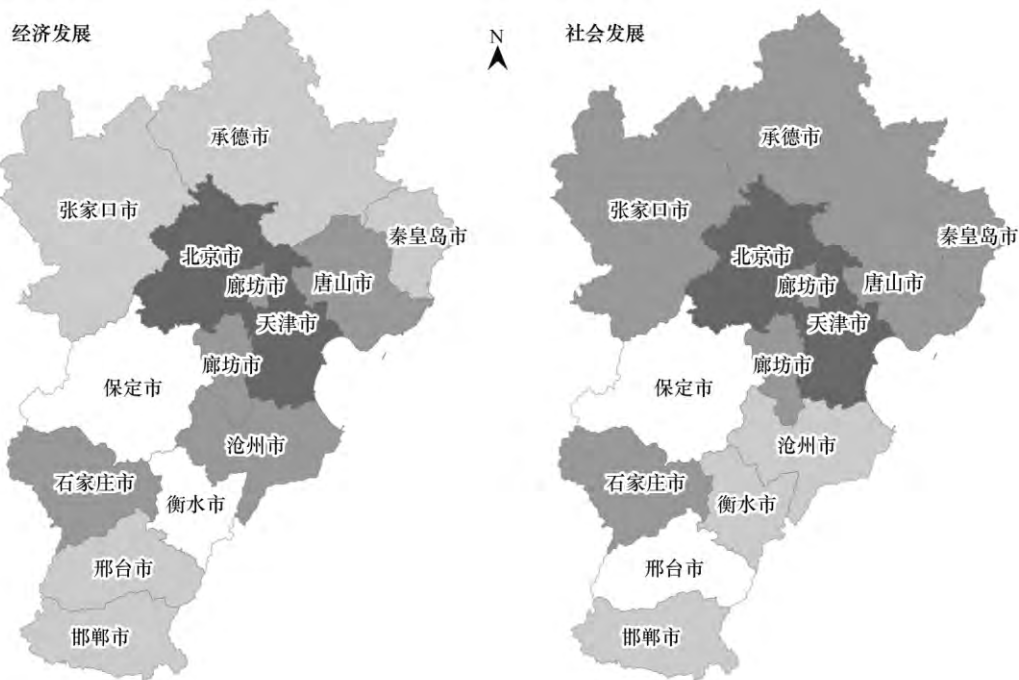 经济发展
N
承德市
张家口市
秦皇岛市
北京市
廊坊市
唐山市
天津市
廊坊市
保定市
沧州市
石家庄市
衡水市
邢台市
邯郸市
社会发展
承德市
张家口市
秦皇岛市
北京市
廊坊市
唐山市
天津市
廊坊市
保定市
沧州市
石家庄市
衡水市
邢台市
邯郸市